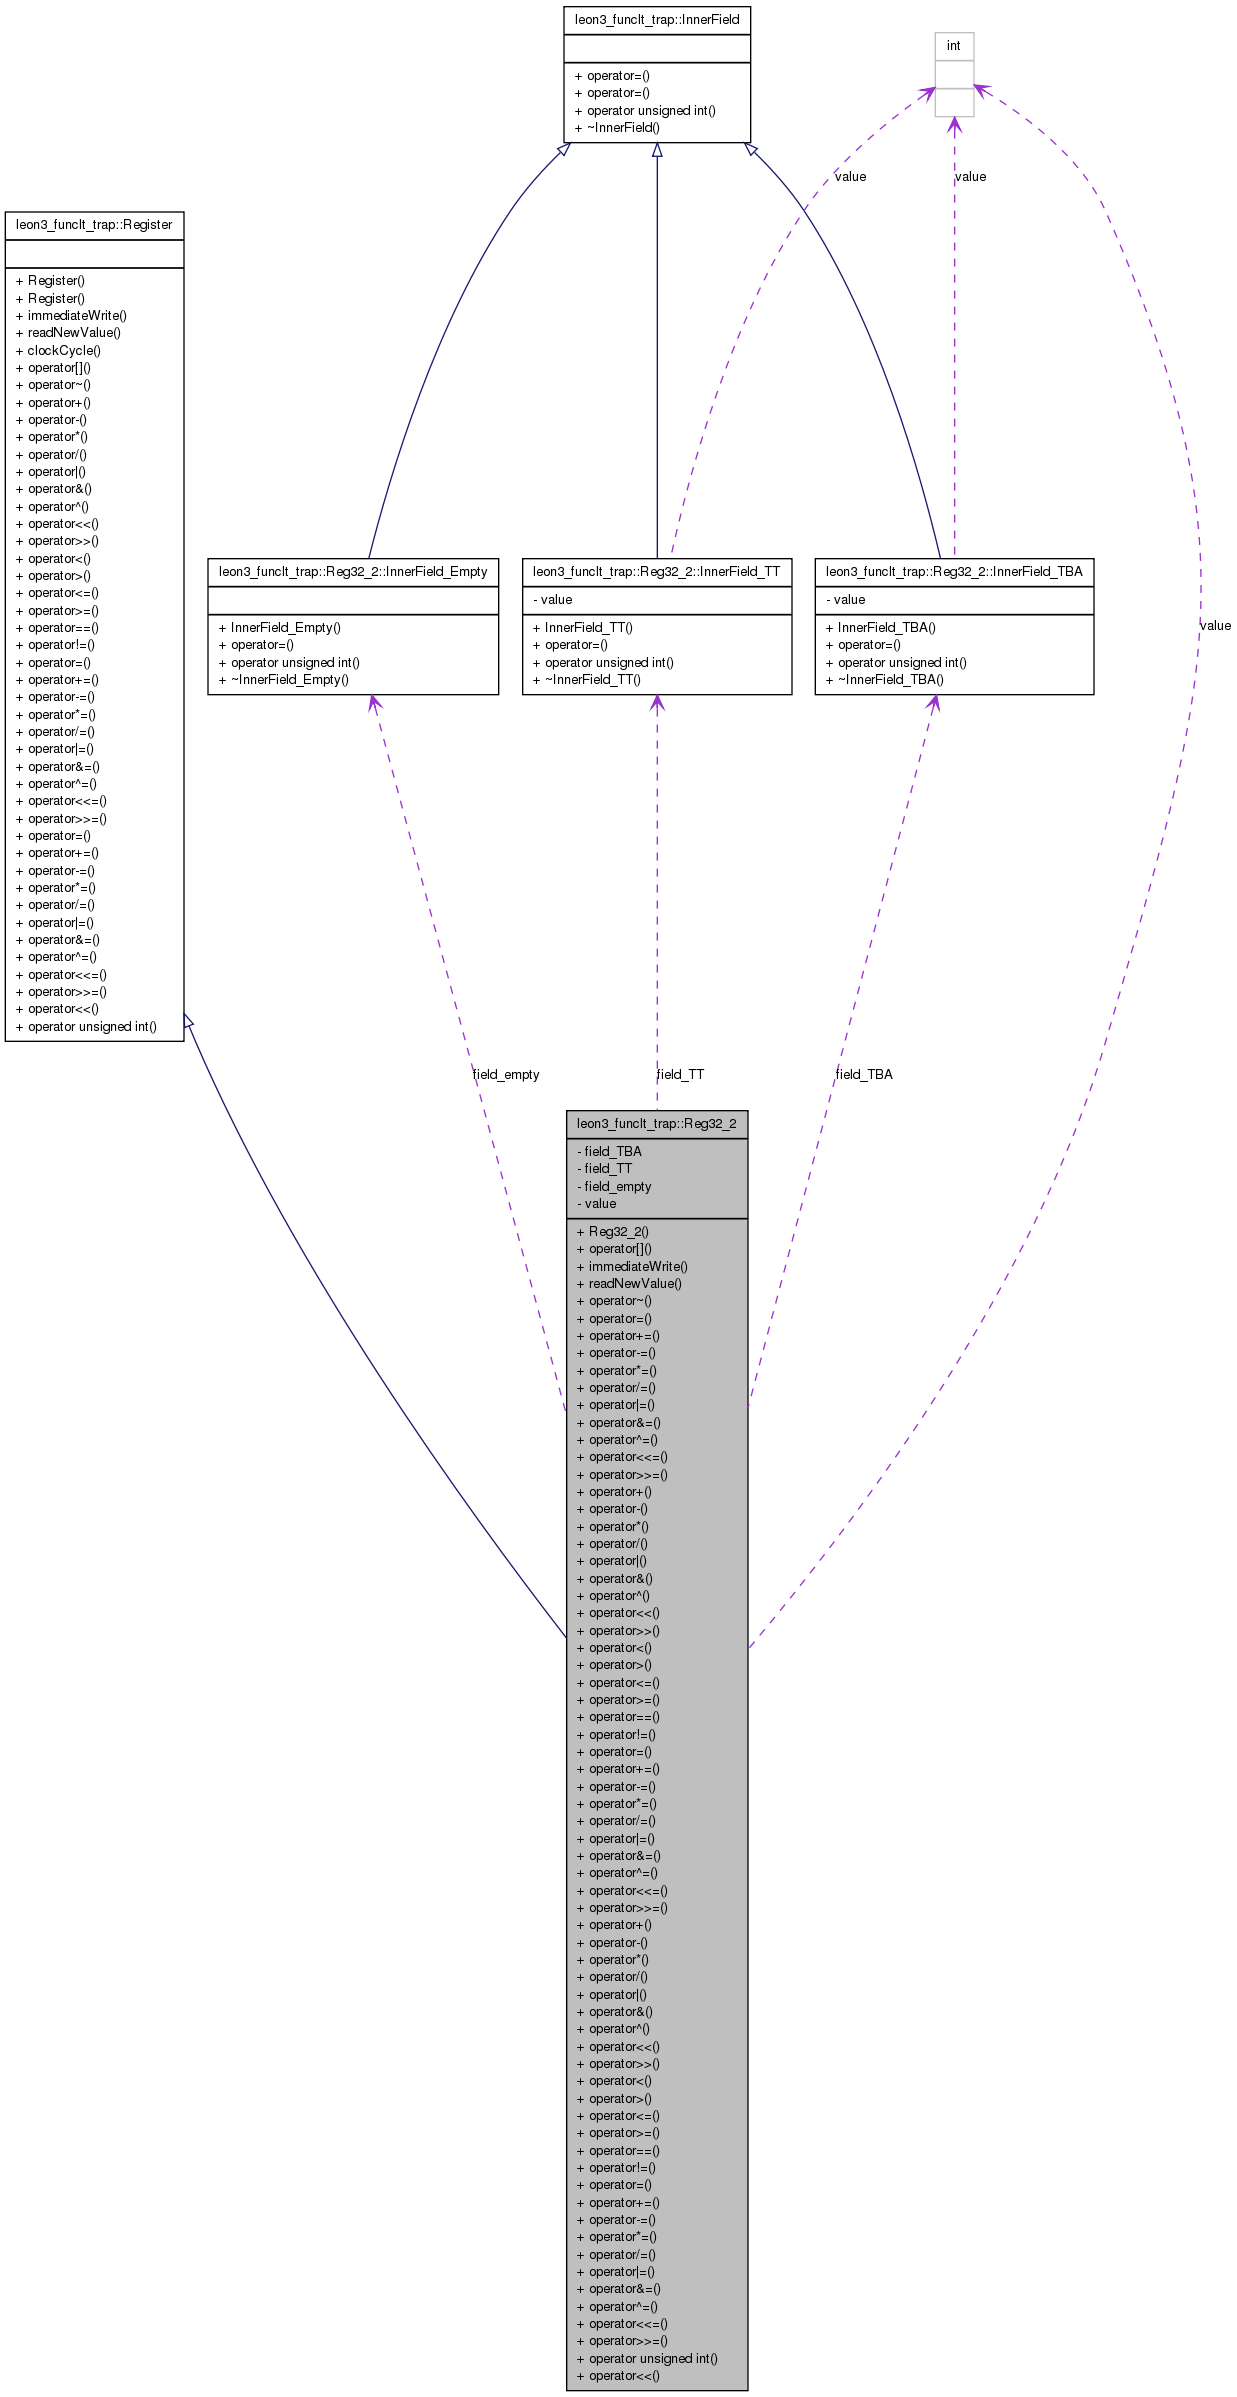 leon3_funclt_trap::InnerField
+ operator=()
+ operator=()
+ operator unsigned int()
+ ~InnerField()
int
value
value
leon3_funclt_trap::Register
+ Register()
+ Register()
+ immediateWrite()
+ readNewValue()
+ clockCycle()
+ operator[]()
+ operator~()
+ operator+()
+ operator-()
+ operator*()
+ operator/()
+ operator|()
+ operator&()
+ operator^()
+ operator<<()
+ operator>>()
+ operator<()
+ operator>()
+ operator<=()
+ operator>=()
+ operator==()
+ operator!=()
+ operator=()
+ operator+=()
+ operator-=()
+ operator*=()
+ operator/=()
+ operator|=()
+ operator&=()
+ operator^=()
+ operator<<=()
+ operator>>=()
+ operator=()
+ operator+=()
+ operator-=()
+ operator*=()
+ operator/=()
+ operator|=()
+ operator&=()
+ operator^=()
+ operator<<=()
+ operator>>=()
+ operator<<()
+ operator unsigned int()
leon3_funclt_trap::Reg32_2::InnerField_Empty
+ InnerField_Empty()
+ operator=()
+ operator unsigned int()
+ ~InnerField_Empty()
leon3_funclt_trap::Reg32_2::InnerField_TT
- value
+ InnerField_TT()
+ operator=()
+ operator unsigned int()
+ ~InnerField_TT()
leon3_funclt_trap::Reg32_2::InnerField_TBA
- value
+ InnerField_TBA()
+ operator=()
+ operator unsigned int()
+ ~InnerField_TBA()
value
field_empty
field_TT
field_TBA
leon3_funclt_trap::Reg32_2
- field_TBA
- field_TT
- field_empty
- value
+ Reg32_2()
+ operator[]()
+ immediateWrite()
+ readNewValue()
+ operator~()
+ operator=()
+ operator+=()
+ operator-=()
+ operator*=()
+ operator/=()
+ operator|=()
+ operator&=()
+ operator^=()
+ operator<<=()
+ operator>>=()
+ operator+()
+ operator-()
+ operator*()
+ operator/()
+ operator|()
+ operator&()
+ operator^()
+ operator<<()
+ operator>>()
+ operator<()
+ operator>()
+ operator<=()
+ operator>=()
+ operator==()
+ operator!=()
+ operator=()
+ operator+=()
+ operator-=()
+ operator*=()
+ operator/=()
+ operator|=()
+ operator&=()
+ operator^=()
+ operator<<=()
+ operator>>=()
+ operator+()
+ operator-()
+ operator*()
+ operator/()
+ operator|()
+ operator&()
+ operator^()
+ operator<<()
+ operator>>()
+ operator<()
+ operator>()
+ operator<=()
+ operator>=()
+ operator==()
+ operator!=()
+ operator=()
+ operator+=()
+ operator-=()
+ operator*=()
+ operator/=()
+ operator|=()
+ operator&=()
+ operator^=()
+ operator<<=()
+ operator>>=()
+ operator unsigned int()
+ operator<<()